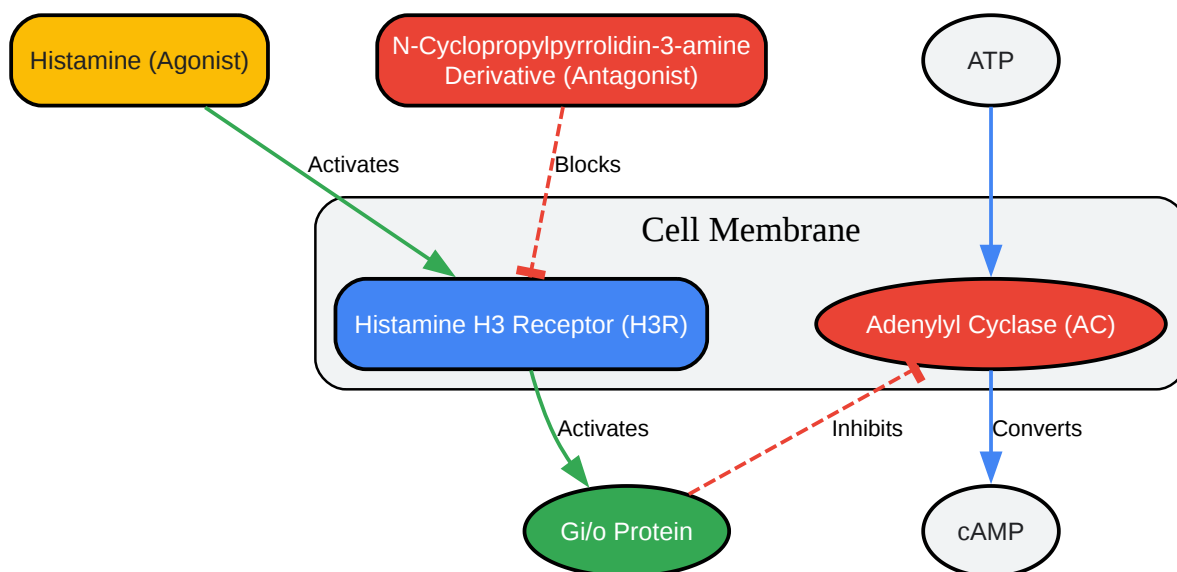 Histamine (Agonist)
N-Cyclopropylpyrrolidin-3-amine
Derivative (Antagonist)
ATP
Activates
Blocks
Cell Membrane
Histamine H3 Receptor (H3R)
Adenylyl Cyclase (AC)
Activates
Inhibits
Converts
Gi/o Protein
cAMP